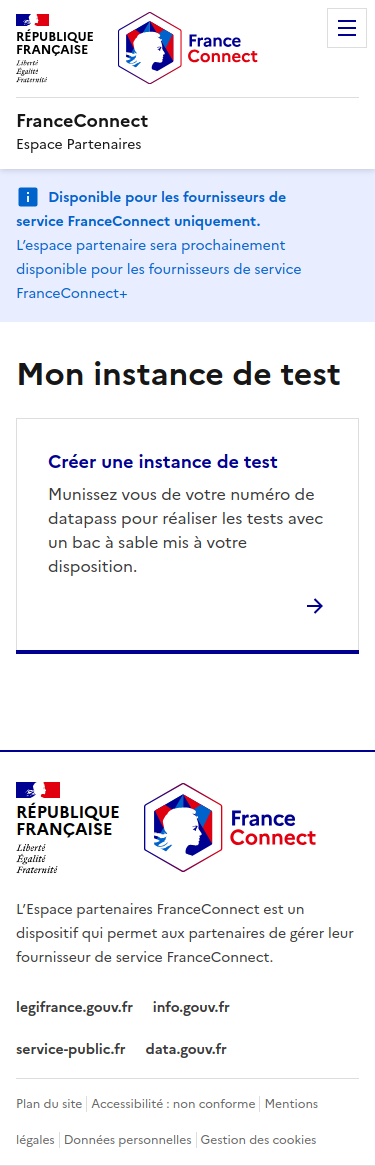 RÉPUBLIQUE
FRANÇAISE
Liberté
Égalité
Fraternité
France
Connect
FranceConnect
Espace Partenaires
Disponible pour les fournisseurs de
service FranceConnect uniquement.
L’espace partenaire sera prochainement
disponible pour les fournisseurs de service
FranceConnect+
Mon instance de test
Créer une instance de test
Munissez vous de votre numéro de
datapass pour réaliser les tests avec
un bac à sable mis à votre
disposition.
RÉPUBLIQUE
FRANÇAISE
Liberté
Égalité
Fraternité
France
Connect
L’Espace partenaires FranceConnect est un
dispositif qui permet aux partenaires de gérer leur
fournisseur de service FranceConnect.
legifrance.gouv.fr info.gouv.fr
service-public.fr data.gouv.fr
Plan du site Accessibilité : non conforme Mentions
légales Données personnelles Gestion des cookies